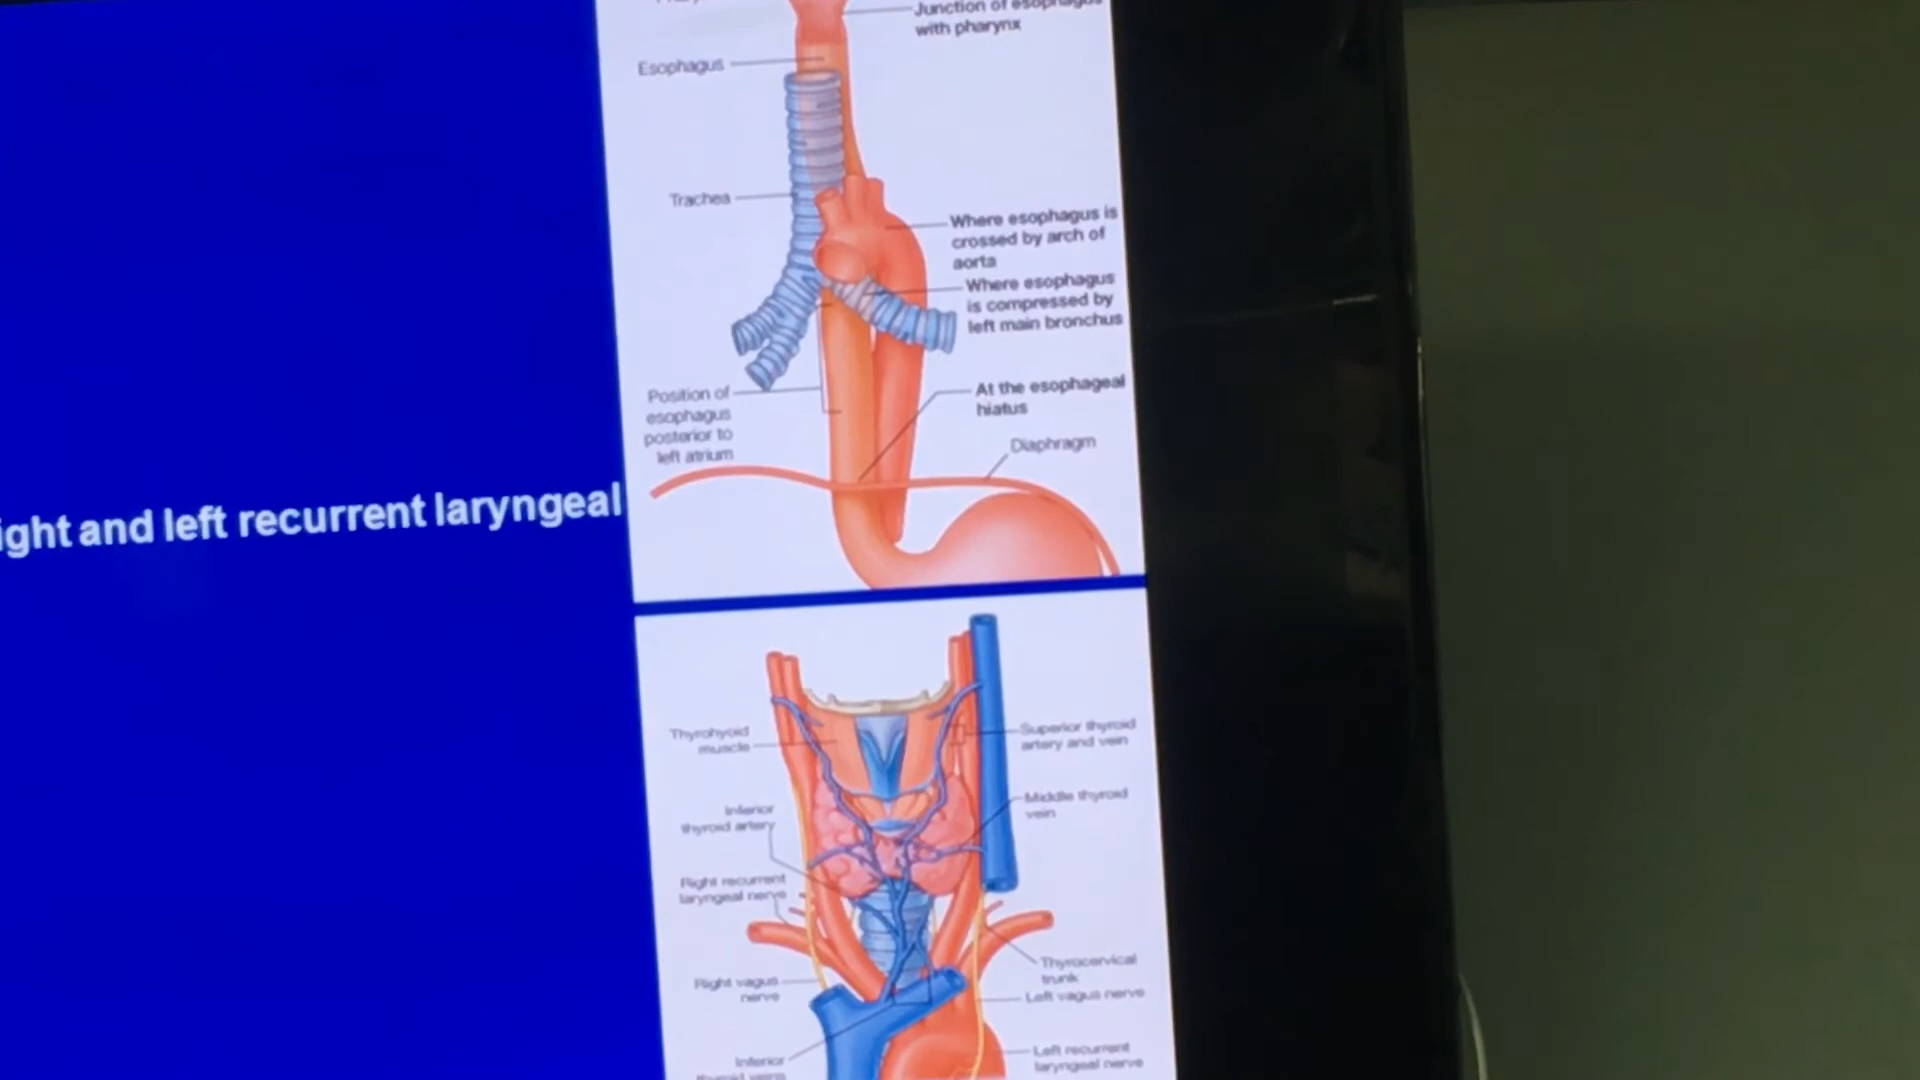 Junction of esophagus
with pharynx
Esophagus
Trachea
Where esophagus is
crossed by arch of
aorta
Where esophagus
is compressed by
left main bronchus
Position of
esophagus
posterior to
left atrium
At the esophageal
hiatus
Diaphragm
ight and left recurrent laryngeal
Thyrohyoid
muscle
Superior thyroid
artery and vein
Inferior
thyroid artery
Middle thyroid
vein
Right recurrent
laryngeal nerve
Thyrocervical
trunk
Right vagus
nerve
Left vagus nerve
Inferior
thyroid veins
Left recurrent
laryngeal nerve